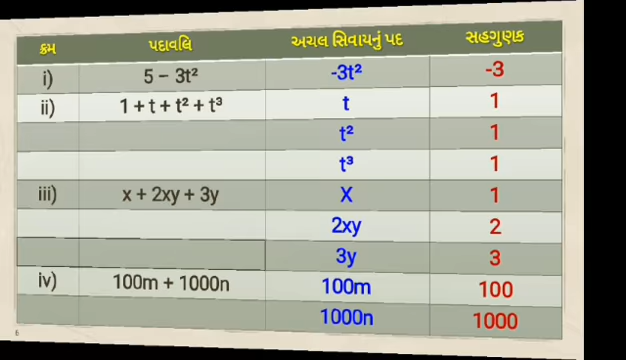 ક્રમ પદાવલિ અચલ સિવાયનું પદ સહગુણક
i) 5 – 3t² -3t² -3
ii) 1 + t + t² + t³ t 1
t² 1
t³ 1
iii) x + 2xy + 3y X 1
2xy 2
3y 3
iv) 100m + 1000n 100m 100
1000n 1000
6